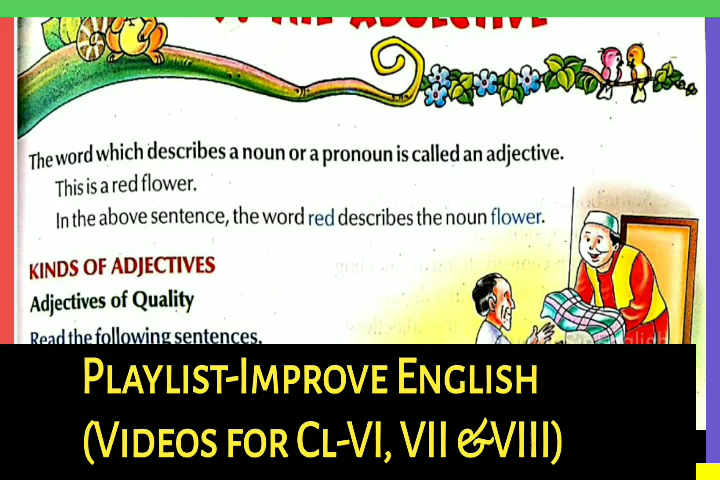 THE ADJECTIVE
The word which describes a noun or a pronoun is called an adjective.
This is a red flower.
In the above sentence, the word red describes the noun flower.
KINDS OF ADJECTIVES
Adjectives of Quality
Read the following sentences.
Playlist-Improve English
(Videos for Cl-VI, VII & VIII)